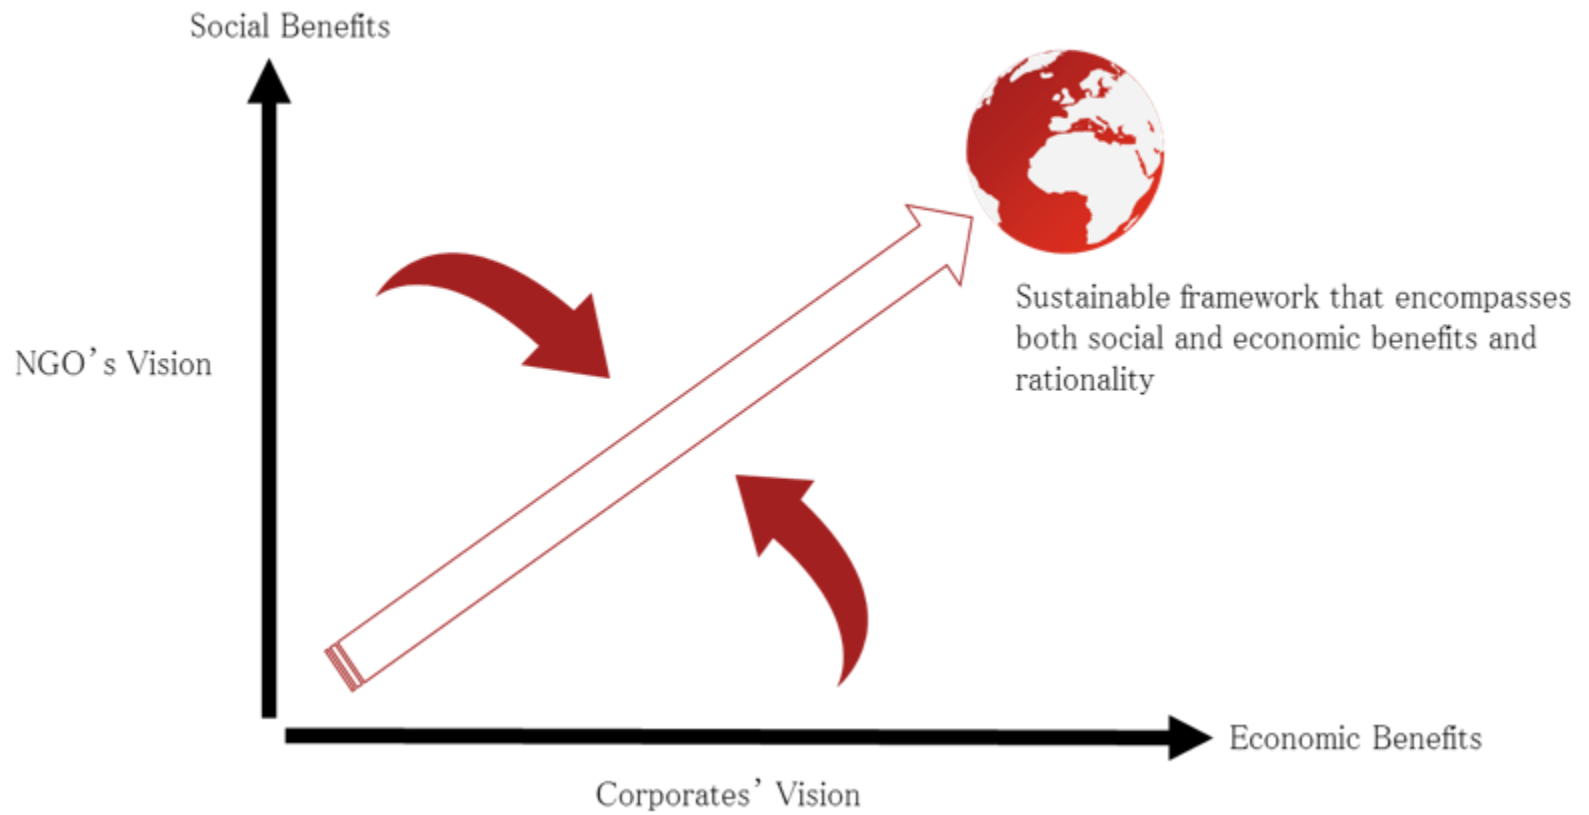 Social Benefits
NGO’s Vision
Sustainable framework that encompasses
both social and economic benefits and
rationality
Economic Benefits
Corporates’ Vision